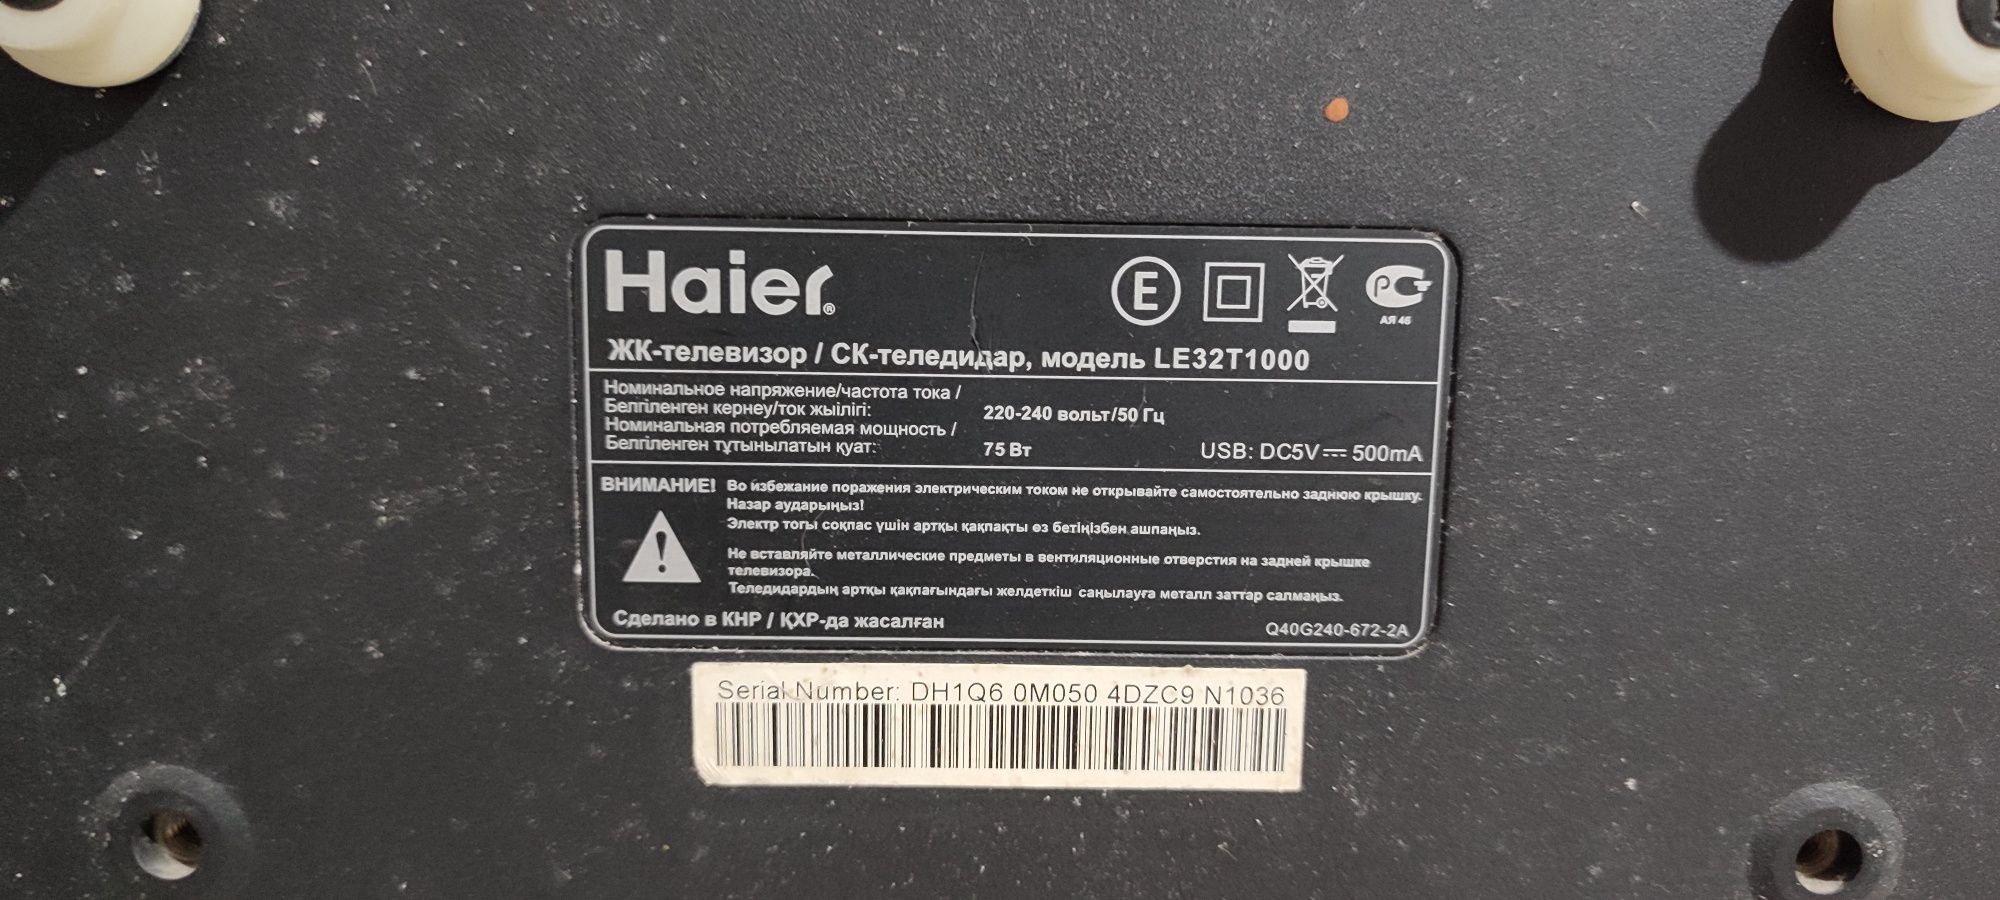 Haier®
E
РСТ
АЯ 46
ЖК-телевизор / СК-теледидар, модель LE32T1000
Номинальное напряжение/частота тока /
Белгіленген кернеу/ток жыілігі: 220-240 вольт/50 Гц
Номинальная потребляемая мощность /
Белгіленген тұтынылатын қуат: 75 Вт USB: DC5V⎓500mA
ВНИМАНИЕ! Во избежание поражения электрическим током не открывайте самостоятельно заднюю крышку.
Назар аударыңыз!
Электр тогы соқпас үшін артқы қақпақты өз бетіңізбен ашпаңыз.
Не вставляйте металлические предметы в вентиляционные отверстия на задней крышке
телевизора.
Теледидардың артқы қақпағындағы желдеткіш саңылауға металл заттар салмаңыз.
Сделано в КНР / ҚХР-да жасалған
Q40G240-672-2A
Serial Number: DH1Q6 0M050 4DZC9 N1036